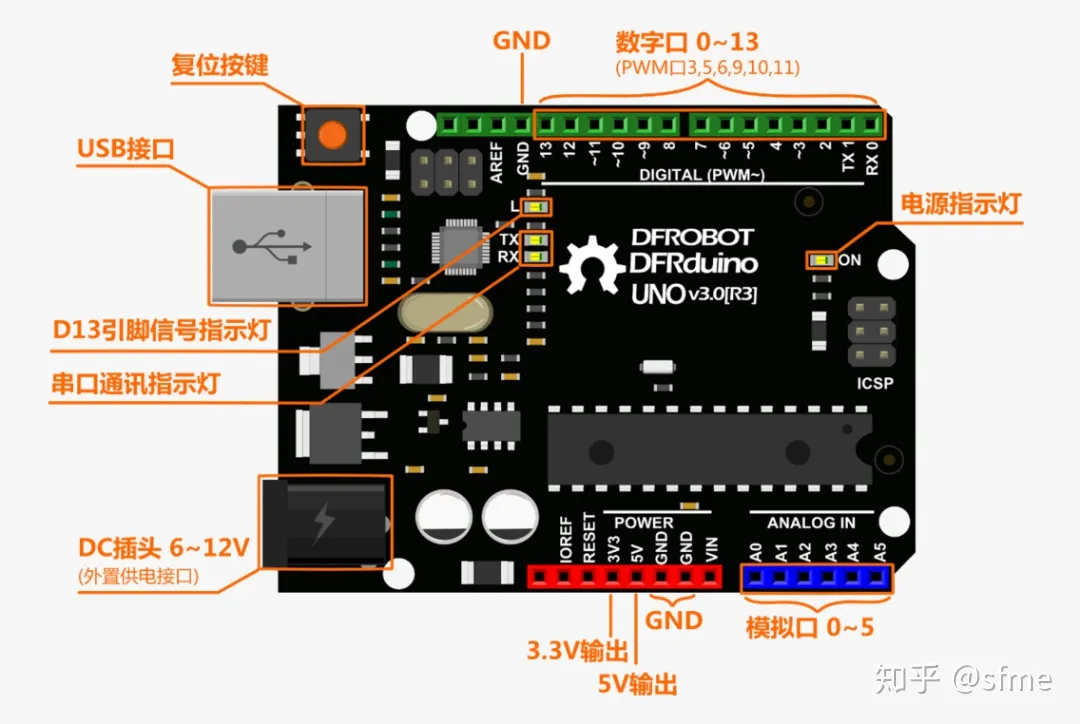 GND
数字口 0~13
(PWM口3,5,6,9,10,11)
复位按键
USB接口
AREF
GND
13
12
~11
~10
~9
8
7
~6
~5
4
~3
2
TX 1
RX 0
DIGITAL (PWM~)
L
TX
RX
DFROBOT
DFRduino
UNO v3.0[R3]
电源指示灯
ON
D13引脚信号指示灯
串口通讯指示灯
ICSP
DC插头 6~12V
(外置供电接口)
POWER
IOREF
RESET
3V3
5V
GND
GND
VIN
ANALOG IN
A0
A1
A2
A3
A4
A5
GND
3.3V输出
5V输出
模拟口 0~5
知乎 @sfme